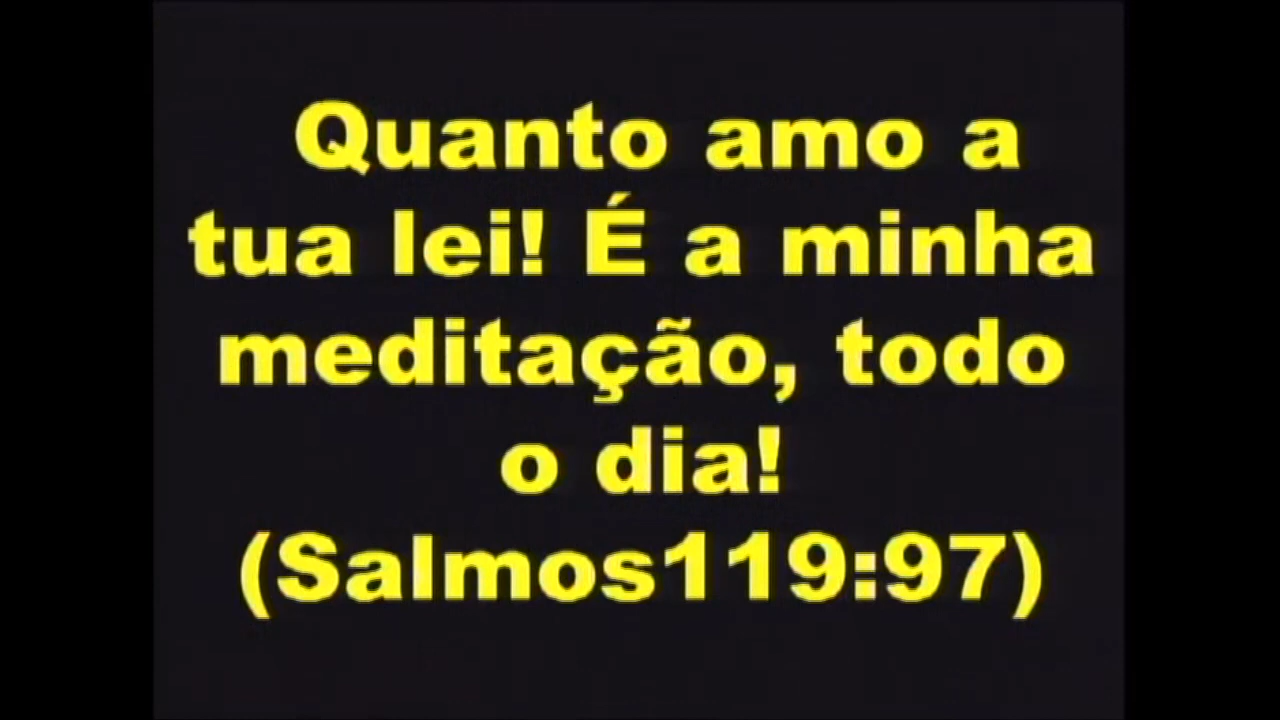 Quanto amo a
tua lei! É a minha
meditação, todo
o dia!
(Salmos119:97)